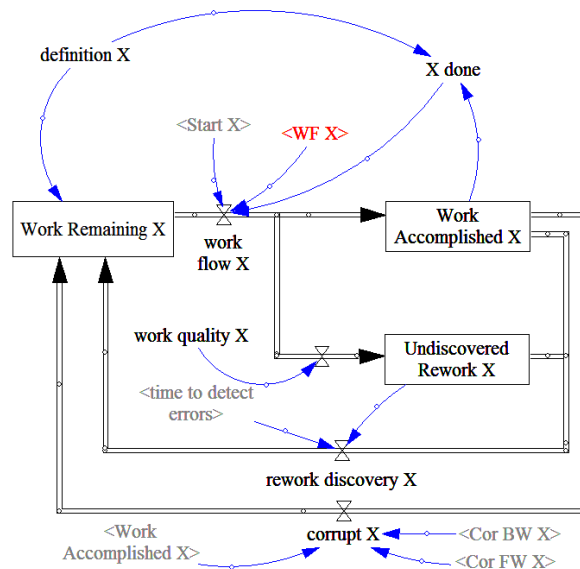 definition X
X done
<Start X>
<WF X>
Work Remaining X
work
flow X
Work
Accomplished X
work quality X
Undiscovered
Rework X
<time to detect
errors>
rework discovery X
<Work
Accomplished X>
corrupt X
<Cor BW X>
<Cor FW X>